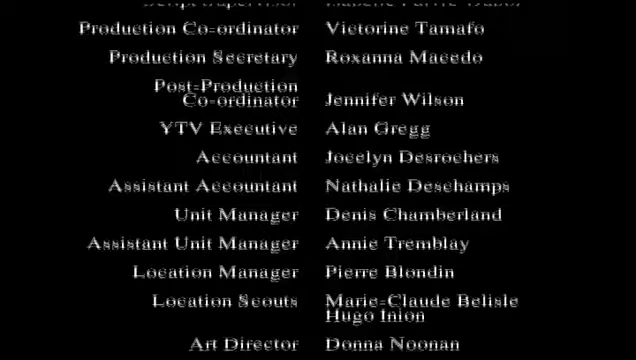 Production Co-ordinator Victorine Tamafo
Production Secretary Roxanna Macedo
Post-Production
Co-ordinator Jennifer Wilson
YTV Executive Alan Gregg
Accountant Jocelyn Desrochers
Assistant Accountant Nathalie Deschamps
Unit Manager Denis Chamberland
Assistant Unit Manager Annie Tremblay
Location Manager Pierre Blondin
Location Scouts Marie-Claude Belisle
Hugo Inion
Art Director Donna Noonan